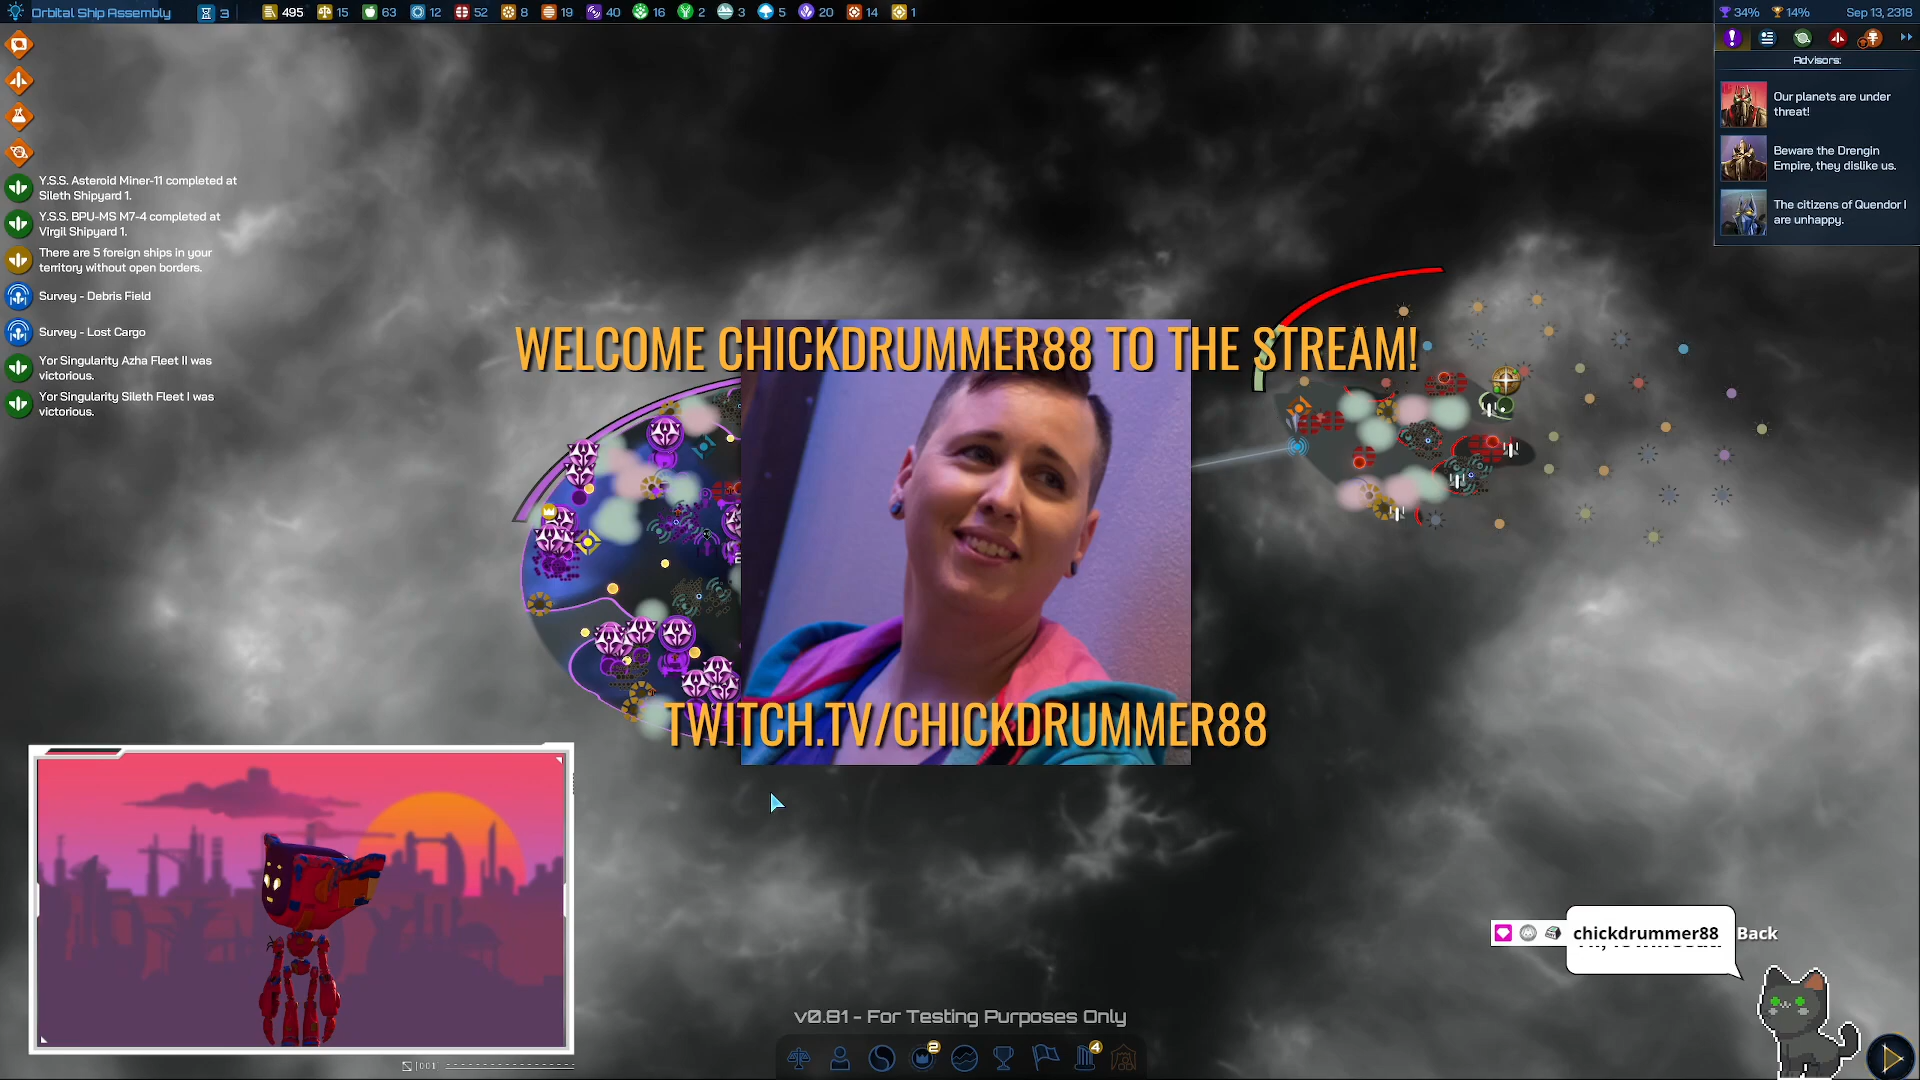 Orbital Ship Assembly
3
495
15
63
12
52
8
19
40
16
2
3
5
20
14
1
34%
14%
Sep 13, 2318
Advisors:
Our planets are under
threat!
Beware the Drengin
Empire, they dislike us.
The citizens of Quendor I
are unhappy.
Y.S.S. Asteroid Miner-11 completed at
Sileth Shipyard 1.
Y.S.S. BPU-MS M7-4 completed at
Virgil Shipyard 1.
There are 5 foreign ships in your
territory without open borders.
Survey - Debris Field
Survey - Lost Cargo
Yor Singularity Azha Fleet II was
victorious.
Yor Singularity Sileth Fleet I was
victorious.
WELCOME CHICKDRUMMER88 TO THE STREAM!
TWITCH.TV/CHICKDRUMMER88
chickdrummer88
Back
v0.81 - For Testing Purposes Only
2
4
001